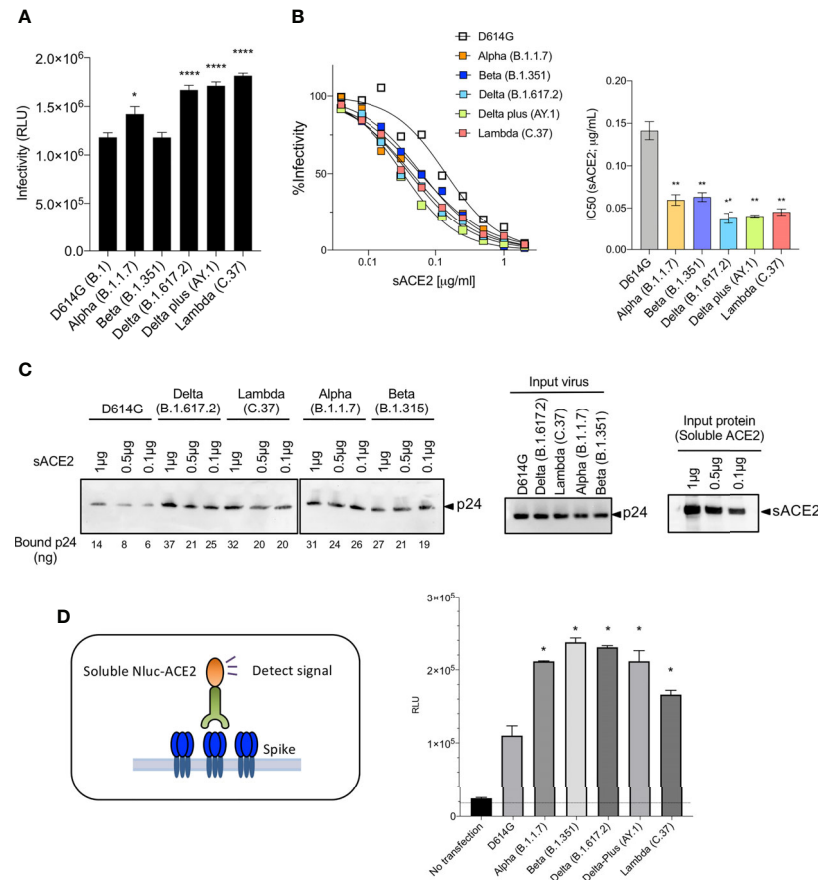 A
Infectivity (RLU)
2.0×10⁶
1.5×10⁶
1.0×10⁶
5.0×10⁵
0
*
****
****
****
D614G (B.1)
Alpha (B.1.1.7)
Beta (B.1.351)
Delta (B.1.617.2)
Delta plus (AY.1)
Lambda (C.37)
B
%Infectivity
100
50
0
0.01
0.1
1
sACE2 [µg/ml]
D614G
Alpha (B.1.1.7)
Beta (B.1.351)
Delta (B.1.617.2)
Delta plus (AY.1)
Lambda (C.37)
IC50 (sACE2; µg/mL)
0.20
0.15
0.10
0.05
0.00
**
**
**
**
**
D614G
Alpha (B.1.1.7)
Beta (B.1.351)
Delta (B.1.617.2)
Delta plus (AY.1)
Lambda (C.37)
C
D614G
Delta
(B.1.617.2)
Lambda
(C.37)
Alpha
(B.1.1.7)
Beta
(B.1.315)
sACE2
1µg 0.5µg 0.1µg 1µg 0.5µg 0.1µg 1µg 0.5µg 0.1µg 1µg 0.5µg 0.1µg 1µg 0.5µg 0.1µg
p24
Bound p24
(ng)
14 8 6 37 21 25 32 20 20 31 24 26 27 21 19
Input virus
D614G
Delta (B.1.617.2)
Lambda (C.37)
Alpha (B.1.1.7)
Beta (B.1.351)
p24
Input protein
(Soluble ACE2)
1µg 0.5µg 0.1µg
sACE2
D
Soluble Nluc-ACE2
Detect signal
Spike
RLU
3×10⁵
2×10⁵
1×10⁵
0
*
*
*
*
*
No transfection
D614G
Alpha (B.1.1.7)
Beta (B.1.351)
Delta (B.1.617.2)
Delta-Plus (AY.1)
Lambda (C.37)